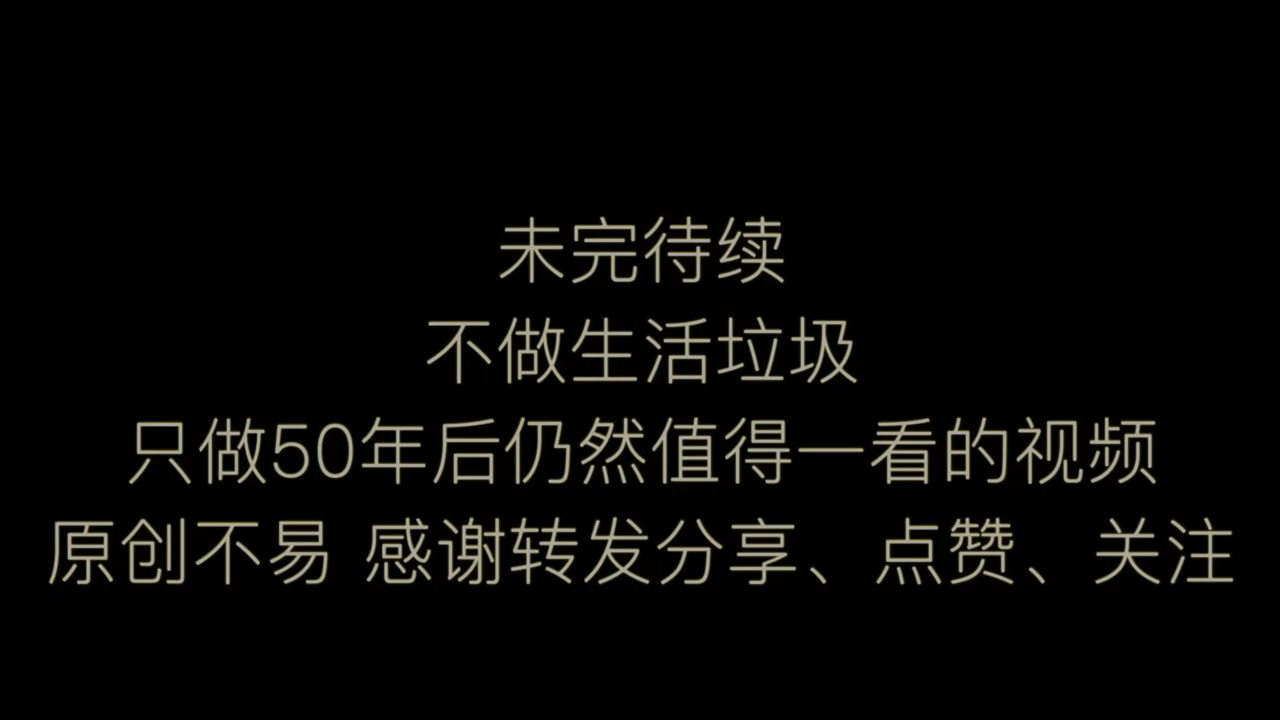 未完待续
不做生活垃圾
只做50年后仍然值得一看的视频
原创不易 感谢转发分享、点赞、关注